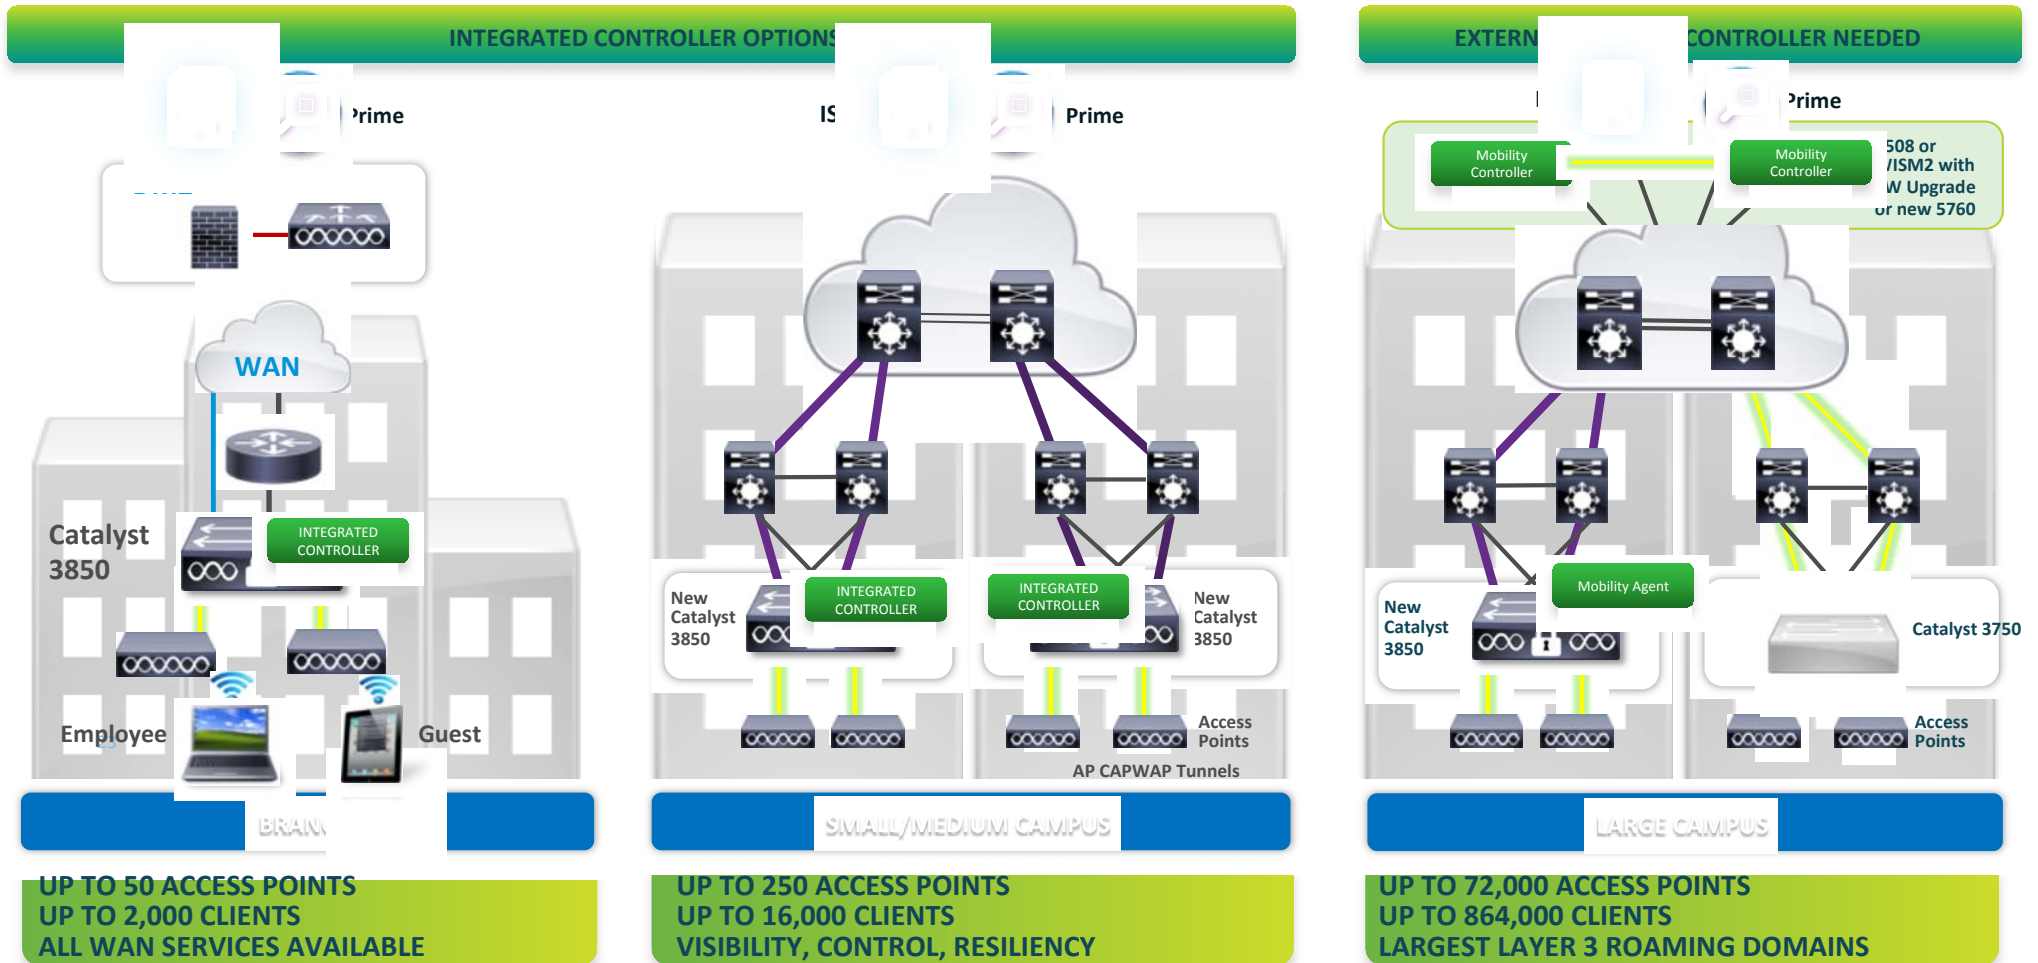 INTEGRATED CONTROLLER OPTIONS
Prime
WAN
Catalyst
3850
INTEGRATED
CONTROLLER
Employee
23
Guest
UP TO 50 ACCESS POINTS
UP TO 2,000 CLIENTS
ALL WAN SERVICES AVAILABLE
Prime
New
Catalyst
3850
INTEGRATED
CONTROLLER
INTEGRATED
CONTROLLER
New
Catalyst
3850
Access
Points
AP CAPWAP Tunnels
SMALL/MEDIUM CAMPUS
UP TO 250 ACCESS POINTS
UP TO 16,000 CLIENTS
VISIBILITY, CONTROL, RESILIENCY
CONTROLLER NEEDED
Prime
Mobility
Controller
Mobility
Controller
508 or
ISM2 with
W Upgrade
or new 5760
New
Catalyst
3850
Mobility Agent
Catalyst 3750
Access
Points
LARGE CAMPUS
UP TO 72,000 ACCESS POINTS
UP TO 864,000 CLIENTS
LARGEST LAYER 3 ROAMING DOMAINS